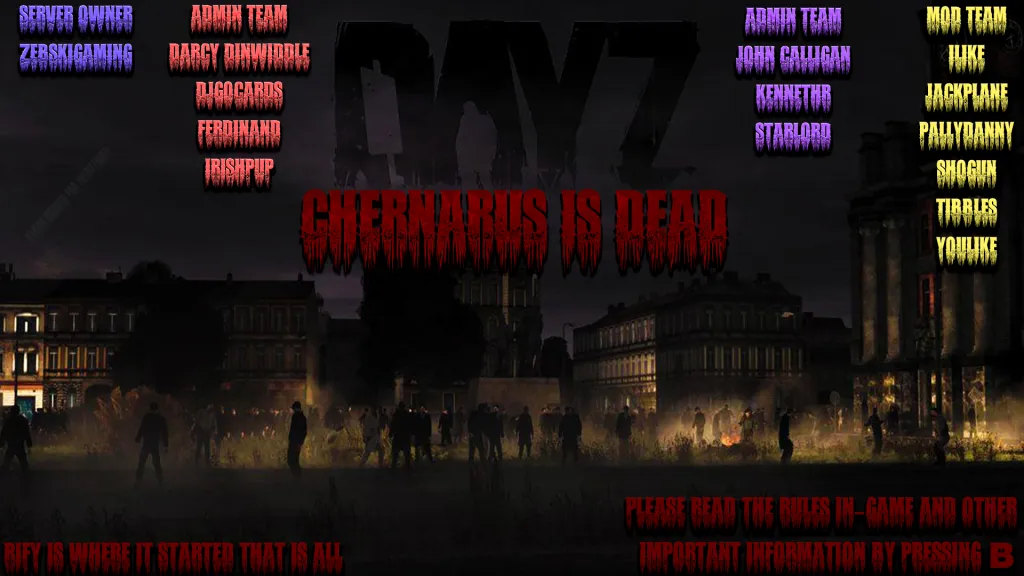 SERVER OWNER
ZERSKIGAMING
ADMIN TEAM
DARCY DINWIDDLE
DJGOCARDS
FERDINAND
IRISHPUP
DAYZ
CHERNARUS IS DEAD
ADMIN TEAM
JOHN CALLIGAN
KENNETHR
STARLORD
MOD TEAM
ILIKE
JACKPLANE
PALLYDANNY
SHOGUN
TIBBLES
YOULIKE
RIFY IS WHERE IT STARTED THAT IS ALL
PLEASE READ THE RULES IN-GAME AND OTHER
IMPORTANT INFORMATION BY PRESSING B